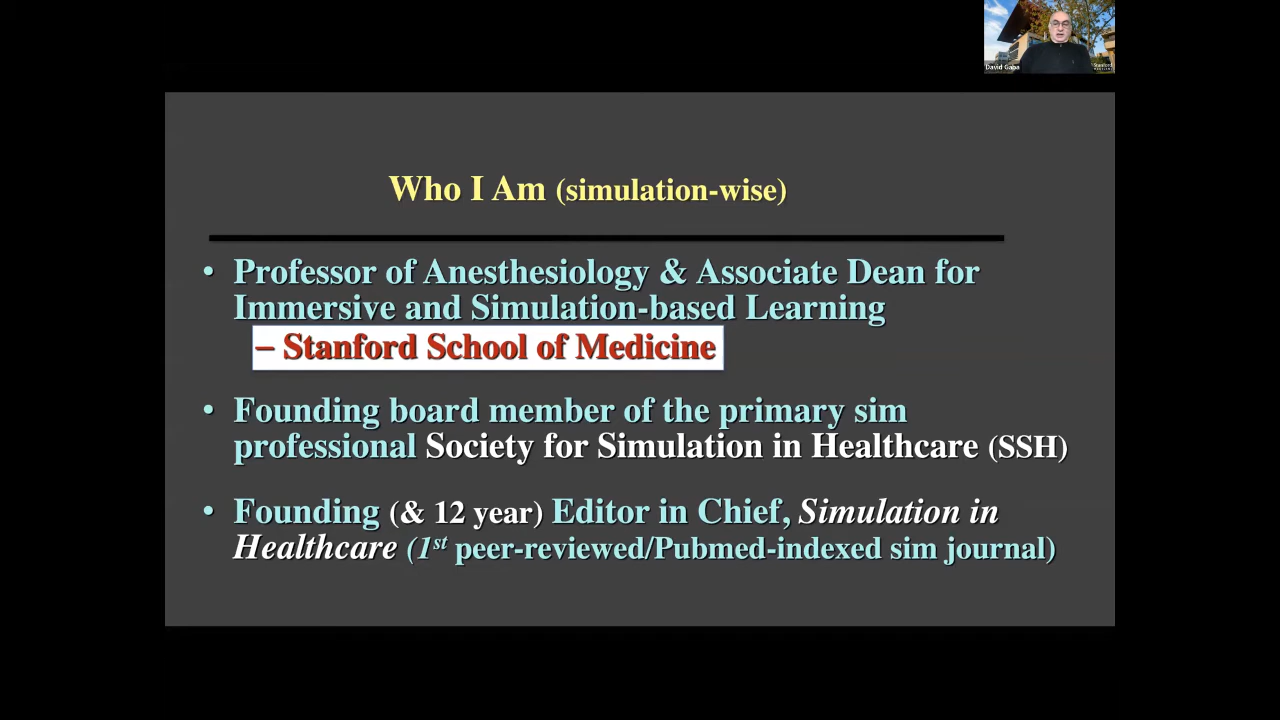 David Gaba
Stanford
Who I Am (simulation-wise)
• Professor of Anesthesiology & Associate Dean for
Immersive and Simulation-based Learning
– Stanford School of Medicine
• Founding board member of the primary sim
professional Society for Simulation in Healthcare (SSH)
• Founding (& 12 year) Editor in Chief, Simulation in
Healthcare (1st peer-reviewed/Pubmed-indexed sim journal)